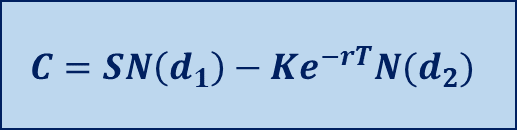 C = SN(d₁) − Ke⁻ʳᵀN(d₂)